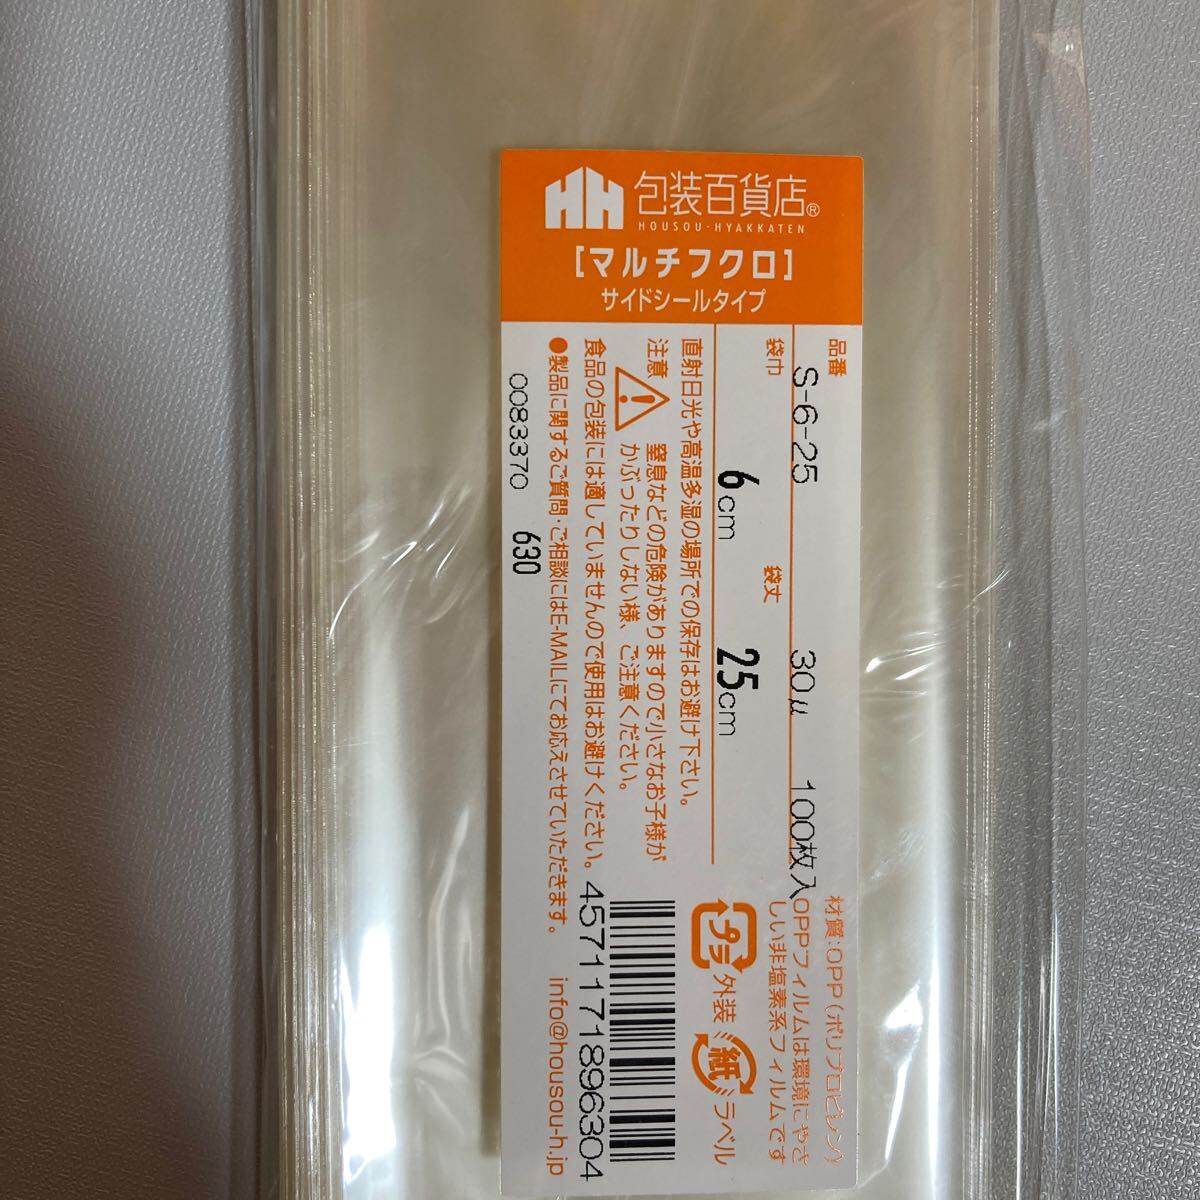 HH 包装百貨店®
HOUSOU-HYAKKATEN
[マルチフクロ]
サイドシールタイプ
品番 S-6-25 30μ 100枚入
袋巾 6cm 袋丈 25cm
直射日光や高温多湿の場所での保存はお避け下さい。
注意 窒息などの危険がありますので小さなお子様が
かぶったりしない様、ご注意ください。
食品の包装には適していませんので使用はお避けください。
●製品に関するご質問・ご相談にはE-MAILにてお応えさせていただきます。 info@housou-h.jp
0083370 630
材質:OPP(ポリプロピレン)
OPPフィルムは環境にやさ
しい非塩素系フィルムです
プラ 外装 紙 ラベル
4571171896304